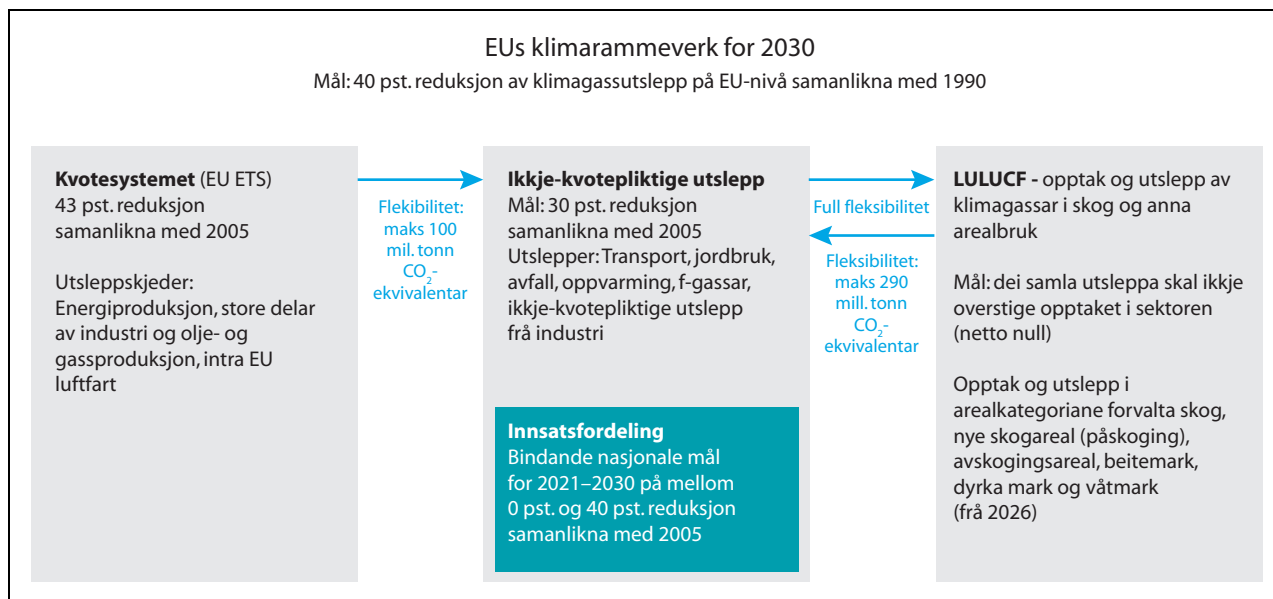 EUs klimarammeverk for 2030
Mål: 40 pst. reduksjon av klimagassutslepp på EU-nivå samanlikna med 1990
Kvotesystemet (EU ETS)
43 pst. reduksjon
samanlikna med 2005
Utsleppskjeder:
Energiproduksjon, store delar
av industri og olje- og
gassproduksjon, intra EU
luftfart
Flekibilitet:
maks 100
mil. tonn
CO₂-
ekvivalentar
Ikkje-kvotepliktige utslepp
Mål: 30 pst. reduksjon
samanlikna med 2005
Utslepper: Transport, jordbruk,
avfall, oppvarming, f-gassar,
ikkje-kvotepliktige utslepp
frå industri
Innsatsfordeling
Bindande nasjonale mål
for 2021–2030 på mellom
0 pst. og 40 pst. reduksjon
samanlikna med 2005
Full fleksibilitet
Fleksibilitet:
maks 290
mill. tonn
CO₂-
ekvivalentar
LULUCF - opptak og utslepp av
klimagassar i skog og anna
arealbruk
Mål: dei samla utsleppa skal ikkje
overstige opptaket i sektoren
(netto null)
Opptak og utslepp i
arealkategoriane forvalta skog,
nye skogareal (påskoging),
avskogingsareal, beitemark,
dyrka mark og våtmark
(frå 2026)